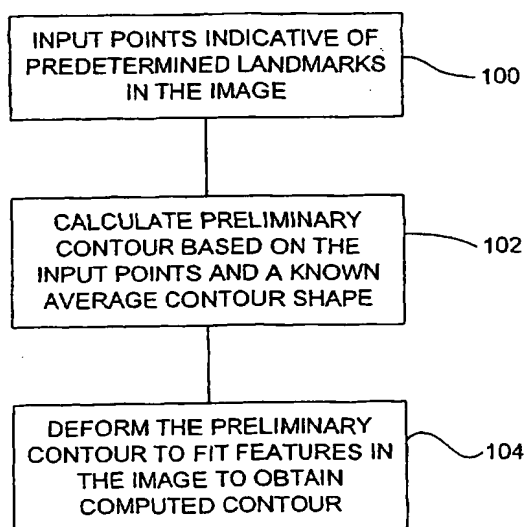 INPUT POINTS INDICATIVE OF
PREDETERMINED LANDMARKS
IN THE IMAGE
100
CALCULATE PRELIMINARY
CONTOUR BASED ON THE
INPUT POINTS AND A KNOWN
AVERAGE CONTOUR SHAPE
102
DEFORM THE PRELIMINARY
CONTOUR TO FIT FEATURES IN
THE IMAGE TO OBTAIN
COMPUTED CONTOUR
104